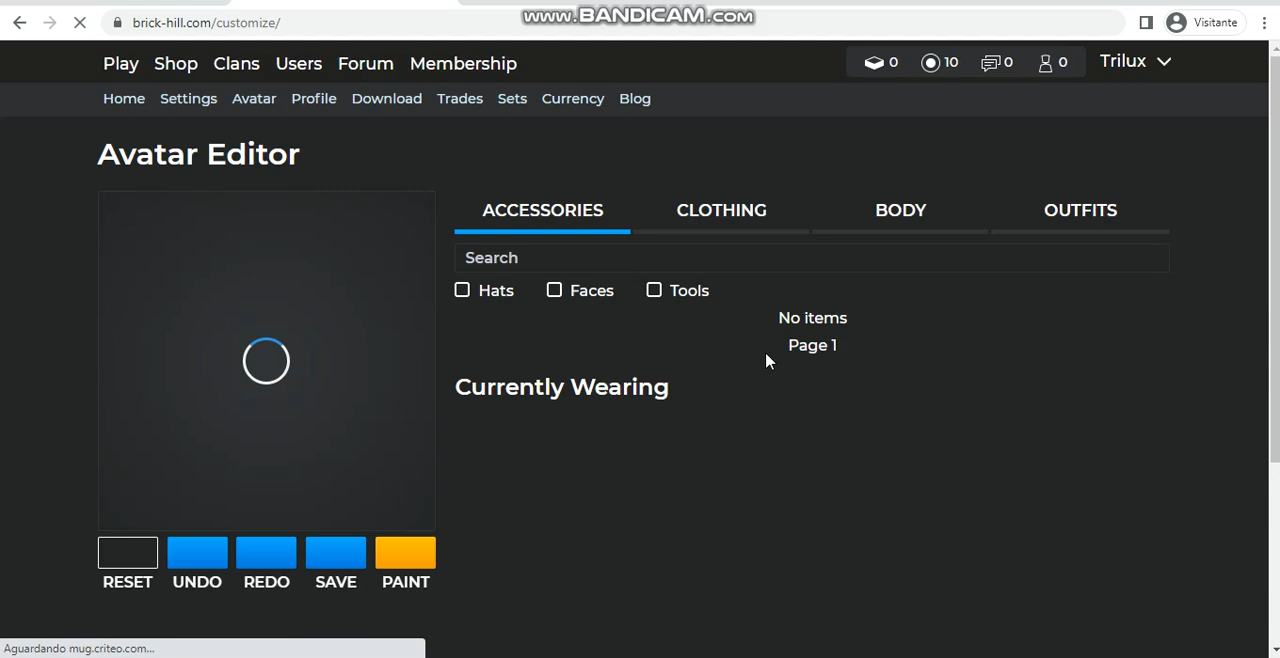 www.BANDICAM.com
brick-hill.com/customize/
Visitante
Play Shop Clans Users Forum Membership
0 10 0 0
Trilux
Home Settings Avatar Profile Download Trades Sets Currency Blog
Avatar Editor
ACCESSORIES CLOTHING BODY OUTFITS
Search
Hats Faces Tools
No items
Page 1
Currently Wearing
RESET UNDO REDO SAVE PAINT
Aguardando mug.criteo.com...